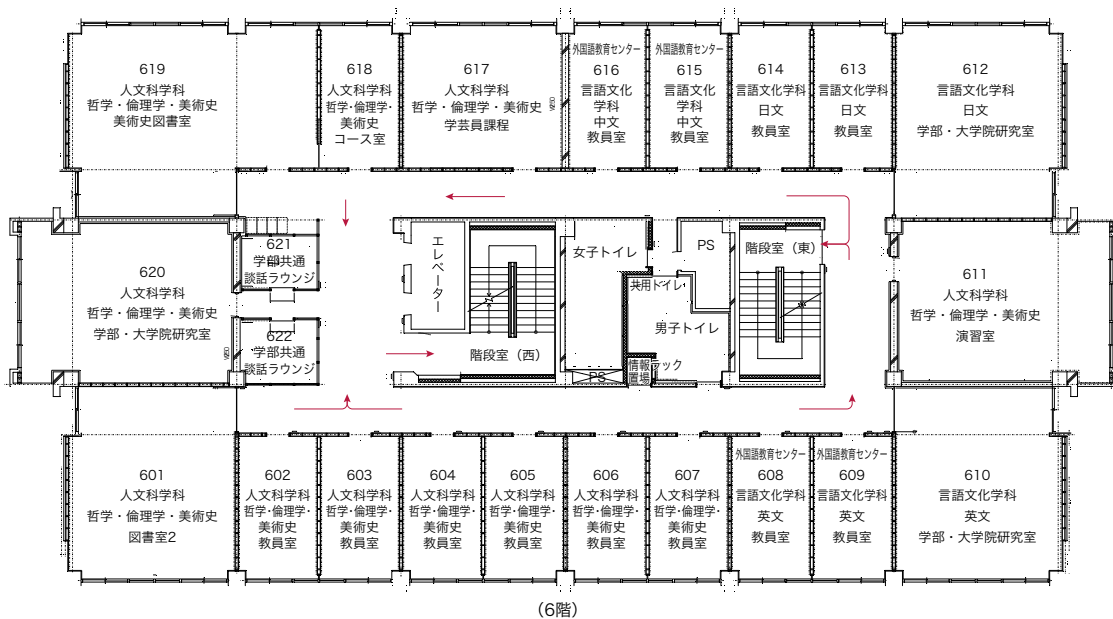 619
人文科学科
哲学・倫理学・美術史
美術史図書室
618
人文科学科
哲学・倫理学・
美術史
コース室
617
人文科学科
哲学・倫理学・美術史
学芸員課程
外国語教育センター
616
言語文化
学科
中文
教員室
外国語教育センター
615
言語文化
学科
中文
教員室
614
言語文化学科
日文
教員室
613
言語文化学科
日文
教員室
612
言語文化学科
日文
学部・大学院研究室
620
人文科学科
哲学・倫理学・美術史
学部・大学院研究室
621
学部共通
談話ラウンジ
622
学部共通
談話ラウンジ
エレベーター
階段室（西）
女子トイレ
PS
共用トイレ
男子トイレ
情報ラック
置場
PS
階段室（東）
611
人文科学科
哲学・倫理学・美術史
演習室
601
人文科学科
哲学・倫理学・美術史
図書室2
602
人文科学科
哲学・倫理学・
美術史
教員室
603
人文科学科
哲学・倫理学・
美術史
教員室
604
人文科学科
哲学・倫理学・
美術史
教員室
605
人文科学科
哲学・倫理学・
美術史
教員室
606
人文科学科
哲学・倫理学・
美術史
教員室
607
人文科学科
哲学・倫理学・
美術史
教員室
外国語教育センター
608
言語文化学科
英文
教員室
外国語教育センター
609
言語文化学科
英文
教員室
610
言語文化学科
英文
学部・大学院研究室
（6階）